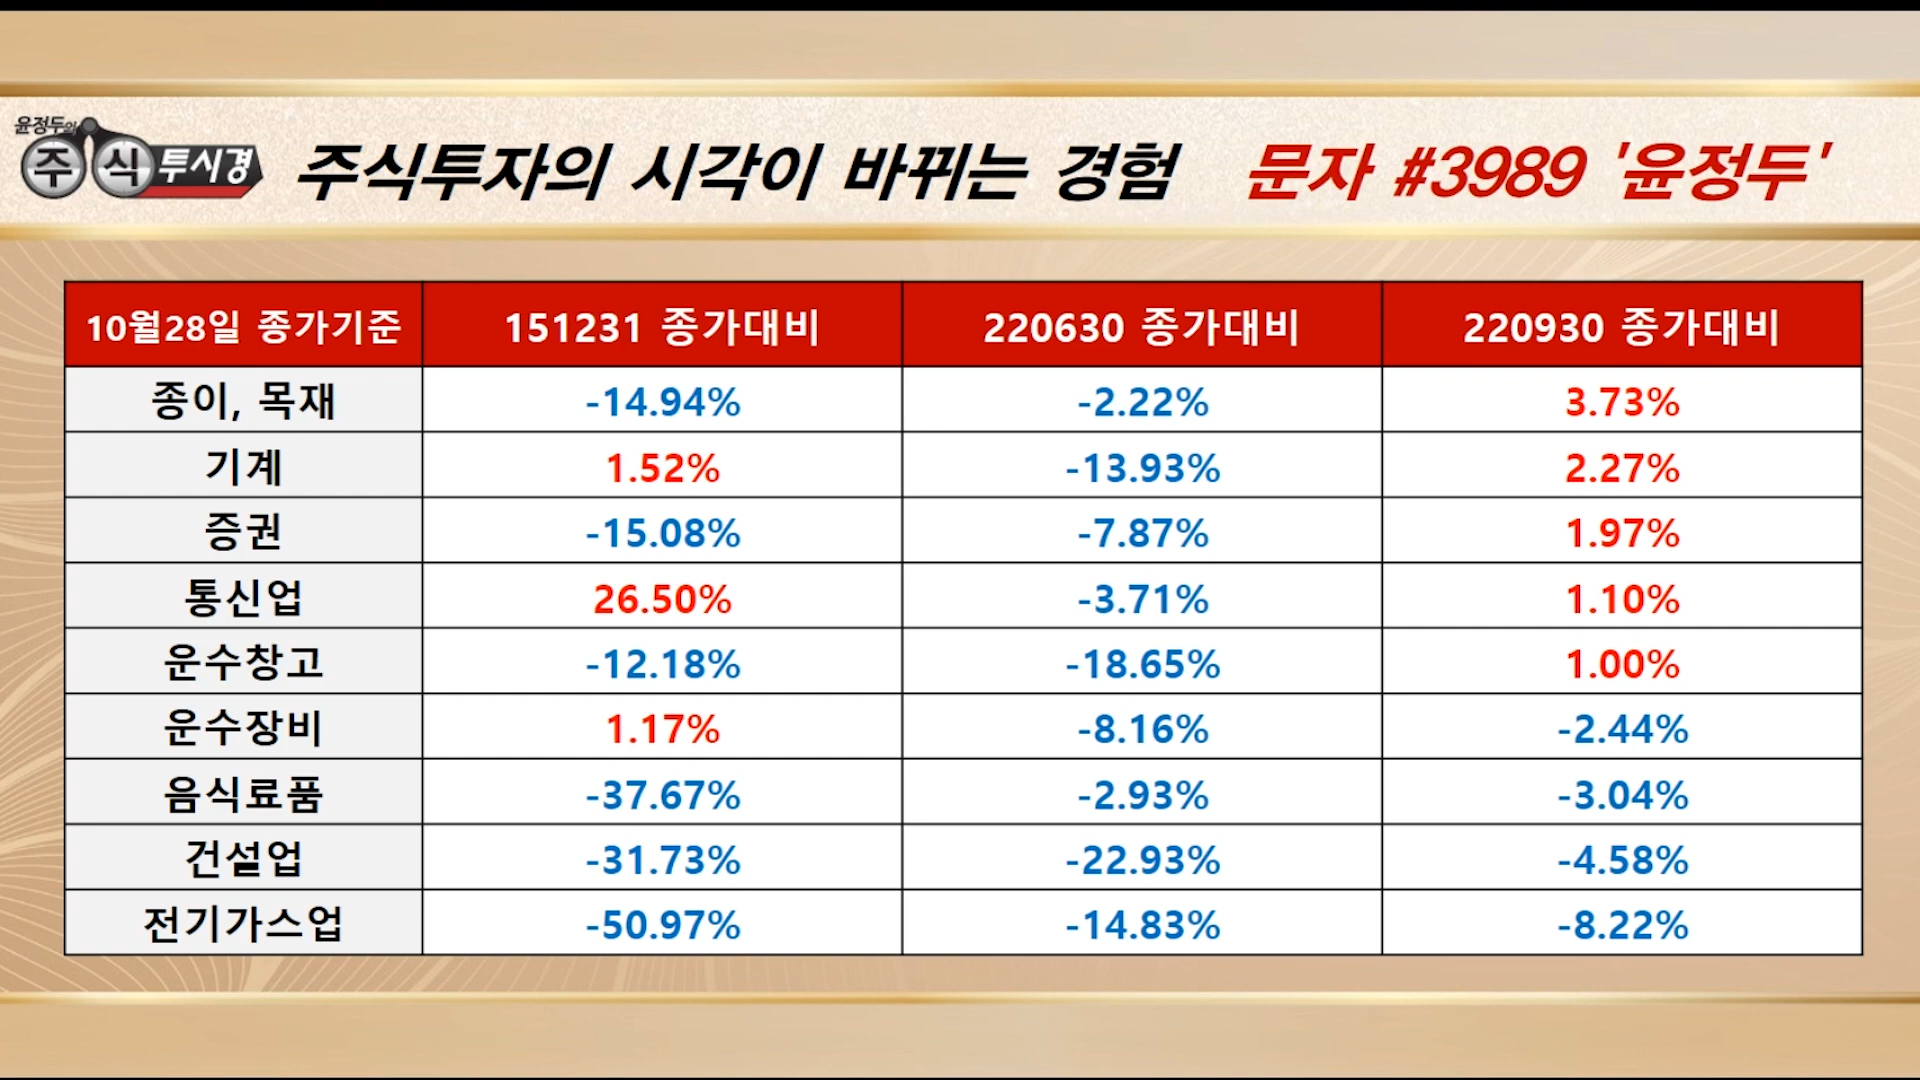 윤정두의
주식투시경
주식투자의 시각이 바뀌는 경험 문자 #3989 '윤정두'
10월28일 종가기준 151231 종가대비 220630 종가대비 220930 종가대비
종이, 목재 -14.94% -2.22% 3.73%
기계 1.52% -13.93% 2.27%
증권 -15.08% -7.87% 1.97%
통신업 26.50% -3.71% 1.10%
운수창고 -12.18% -18.65% 1.00%
운수장비 1.17% -8.16% -2.44%
음식료품 -37.67% -2.93% -3.04%
건설업 -31.73% -22.93% -4.58%
전기가스업 -50.97% -14.83% -8.22%